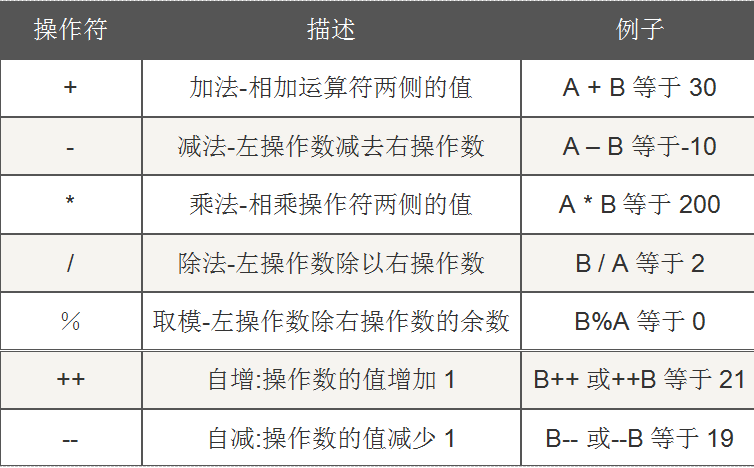 操作符 描述 例子
+ 加法-相加运算符两侧的值 A + B 等于 30
- 减法-左操作数减去右操作数 A – B 等于-10
* 乘法-相乘操作符两侧的值 A * B 等于 200
/ 除法-左操作数除以右操作数 B / A 等于 2
％ 取模-左操作数除右操作数的余数 B%A 等于 0
++ 自增:操作数的值增加 1 B++ 或++B 等于 21
-- 自减:操作数的值减少 1 B-- 或--B 等于 19